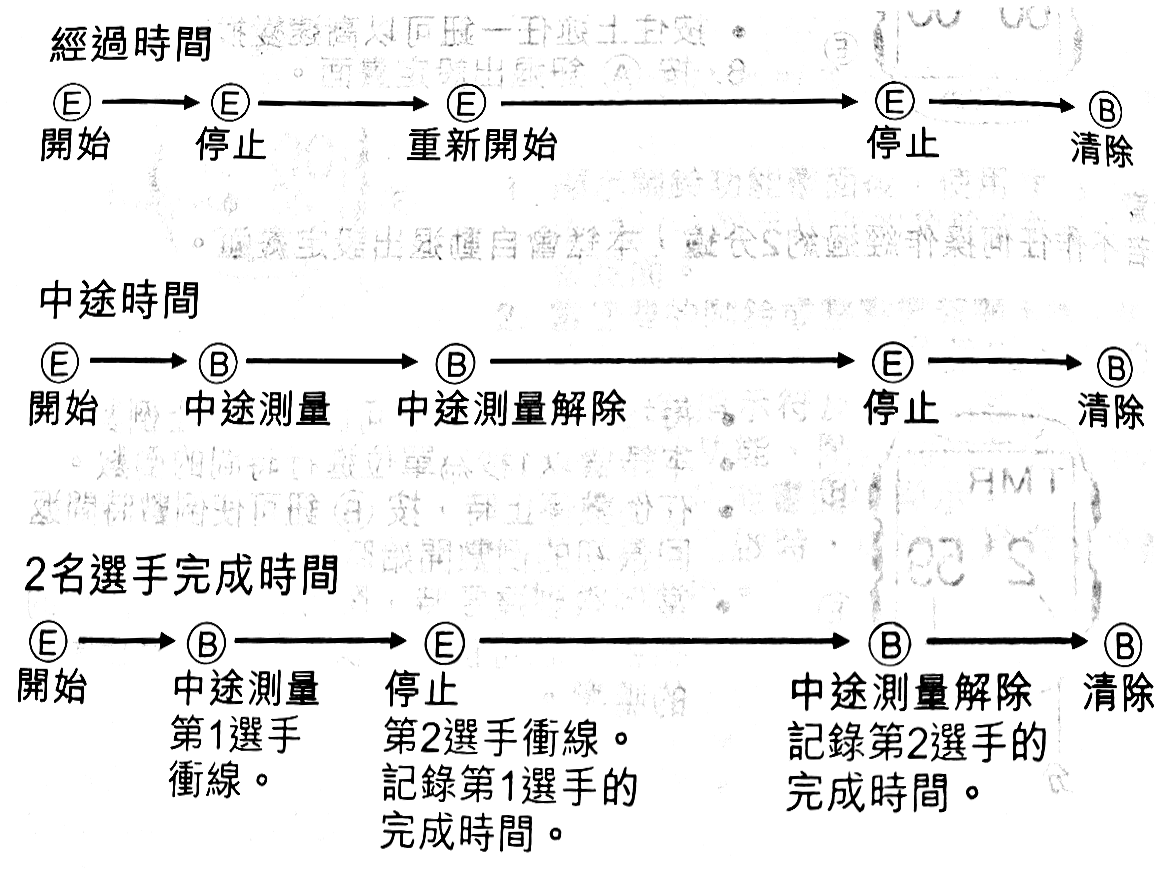 經過時間
Ⓔ → Ⓔ → Ⓔ → Ⓔ → Ⓑ
開始 停止 重新開始 停止 清除
中途時間
Ⓔ → Ⓑ → Ⓑ → Ⓔ → Ⓑ
開始 中途測量 中途測量解除 停止 清除
2名選手完成時間
Ⓔ → Ⓑ → Ⓔ → Ⓑ → Ⓑ
開始 中途測量 停止 中途測量解除 清除
第1選手 第2選手衝線。 記錄第2選手的
衝線。 記錄第1選手的 完成時間。
完成時間。